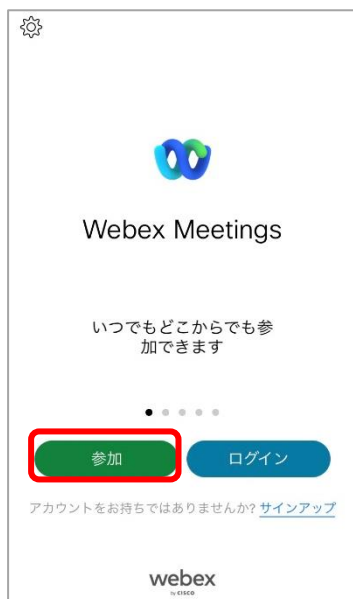 Webex Meetings
いつでもどこからでも参
加できます
参加
ログイン
アカウントをお持ちではありませんか? サインアップ
webex
by CISCO